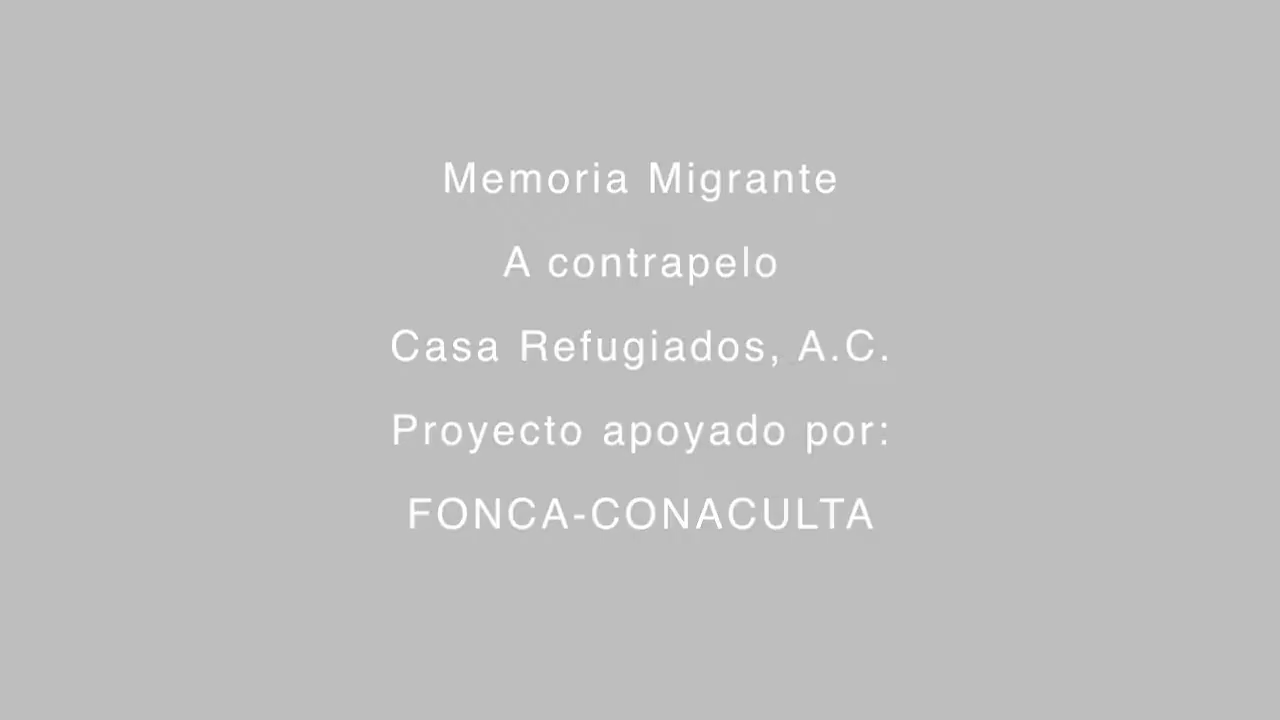 Memoria Migrante
A contrapelo
Casa Refugiados, A.C.
Proyecto apoyado por:
FONCA-CONACULTA